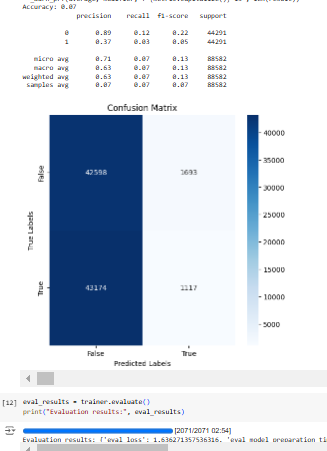 Accuracy: 0.07
precision recall f1-score support
0 0.89 0.12 0.22 44291
1 0.37 0.03 0.05 44291
micro avg 0.71 0.07 0.13 88582
macro avg 0.63 0.07 0.13 88582
weighted avg 0.63 0.07 0.13 88582
samples avg 0.07 0.07 0.07 88582
Confusion Matrix
42598 1693
43174 1117
False
True
True Labels
False True
Predicted Labels
40000
35000
30000
25000
20000
15000
10000
5000
[12] eval_results = trainer.evaluate()
print("Evaluation results:", eval_results)
[2071/2071 02:54]
Evaluation results: {'eval_loss': 1.636271357536316, 'eval_model_preparation_ti